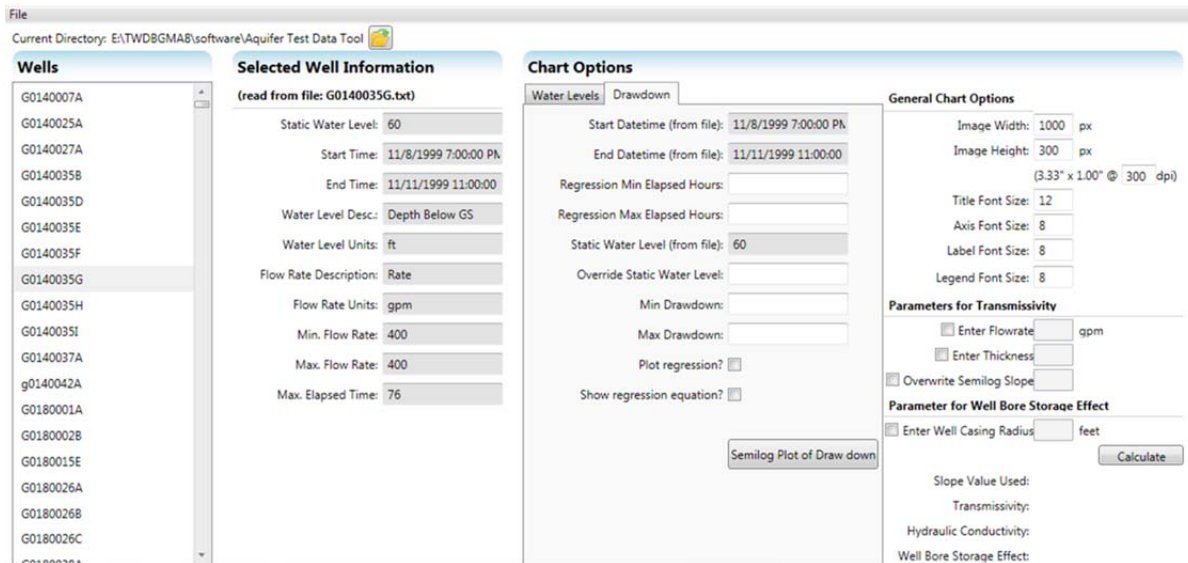 File
Current Directory: E:\TWDBGMA8\software\Aquifer Test Data Tool
Wells
G0140007A
G0140025A
G0140027A
G0140035B
G0140035D
G0140035E
G0140035F
G0140035G
G0140035H
G0140035I
G0140037A
g0140042A
G0180001A
G0180002B
G0180015E
G0180026A
G0180026B
G0180026C
Selected Well Information
(read from file: G0140035G.txt)
Static Water Level: 60
Start Time: 11/8/1999 7:00:00 PM
End Time: 11/11/1999 11:00:00
Water Level Desc.: Depth Below GS
Water Level Units: ft
Flow Rate Description: Rate
Flow Rate Units: gpm
Min. Flow Rate: 400
Max. Flow Rate: 400
Max. Elapsed Time: 76
Chart Options
Water Levels Drawdown
Start Datetime (from file): 11/8/1999 7:00:00 PM
End Datetime (from file): 11/11/1999 11:00:00
Regression Min Elapsed Hours:
Regression Max Elapsed Hours:
Static Water Level (from file): 60
Override Static Water Level:
Min Drawdown:
Max Drawdown:
Plot regression?
Show regression equation?
Semilog Plot of Draw down
General Chart Options
Image Width: 1000 px
Image Height: 300 px
(3.33" x 1.00" @ 300 dpi)
Title Font Size: 12
Axis Font Size: 8
Label Font Size: 8
Legend Font Size: 8
Parameters for Transmissivity
Enter Flowrate gpm
Enter Thickness
Overwrite Semilog Slope
Parameter for Well Bore Storage Effect
Enter Well Casing Radius feet
Calculate
Slope Value Used:
Transmissivity:
Hydraulic Conductivity:
Well Bore Storage Effect: